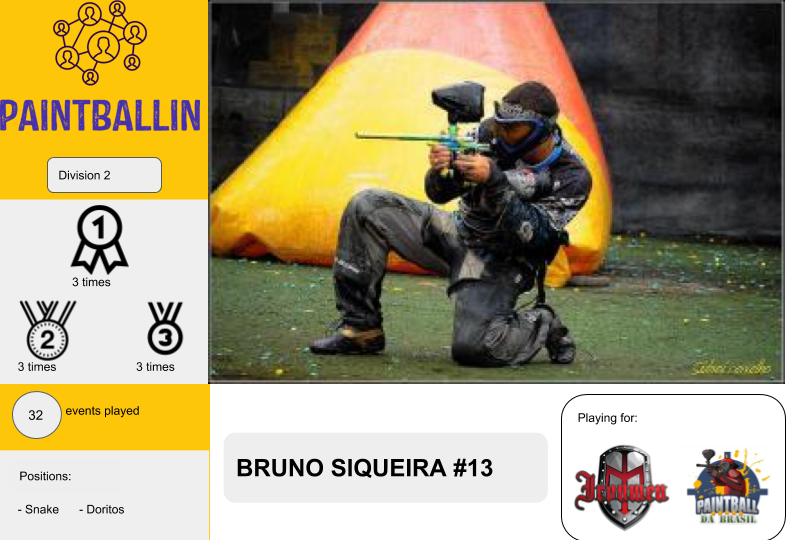 PAINTBALLIN
Division 2
1
3 times
2
3
3 times
3 times
32
events played
Positions:
- Snake
- Doritos
BRUNO SIQUEIRA #13
Playing for:
Ironmen
PAINTBALL
DA BRASIL